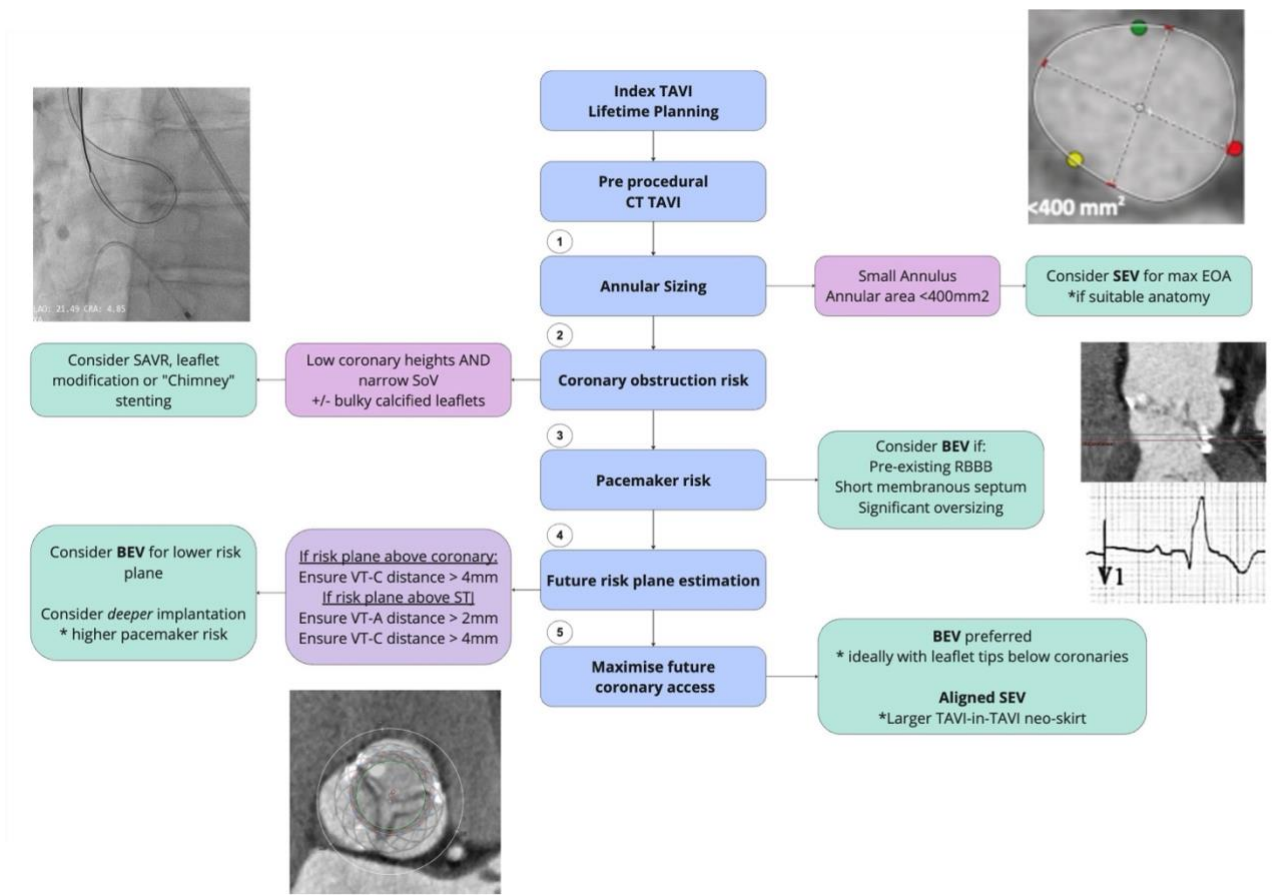 Index TAVI
Lifetime Planning
Pre procedural
CT TAVI
<400 mm²
1
Annular Sizing
Small Annulus
Annular area <400mm2
Consider SEV for max EOA
*if suitable anatomy
LAO: 21.49 CRA: 4.85
2
Coronary obstruction risk
Low coronary heights AND
narrow SoV
+/- bulky calcified leaflets
Consider SAVR, leaflet
modification or "Chimney"
stenting
3
Pacemaker risk
Consider BEV if:
Pre-existing RBBB
Short membranous septum
Significant oversizing
V1
4
Future risk plane estimation
If risk plane above coronary:
Ensure VT-C distance > 4mm
If risk plane above STJ
Ensure VT-A distance > 2mm
Ensure VT-C distance > 4mm
Consider BEV for lower risk
plane
Consider deeper implantation
* higher pacemaker risk
5
Maximise future
coronary access
BEV preferred
* ideally with leaflet tips below coronaries
Aligned SEV
*Larger TAVI-in-TAVI neo-skirt